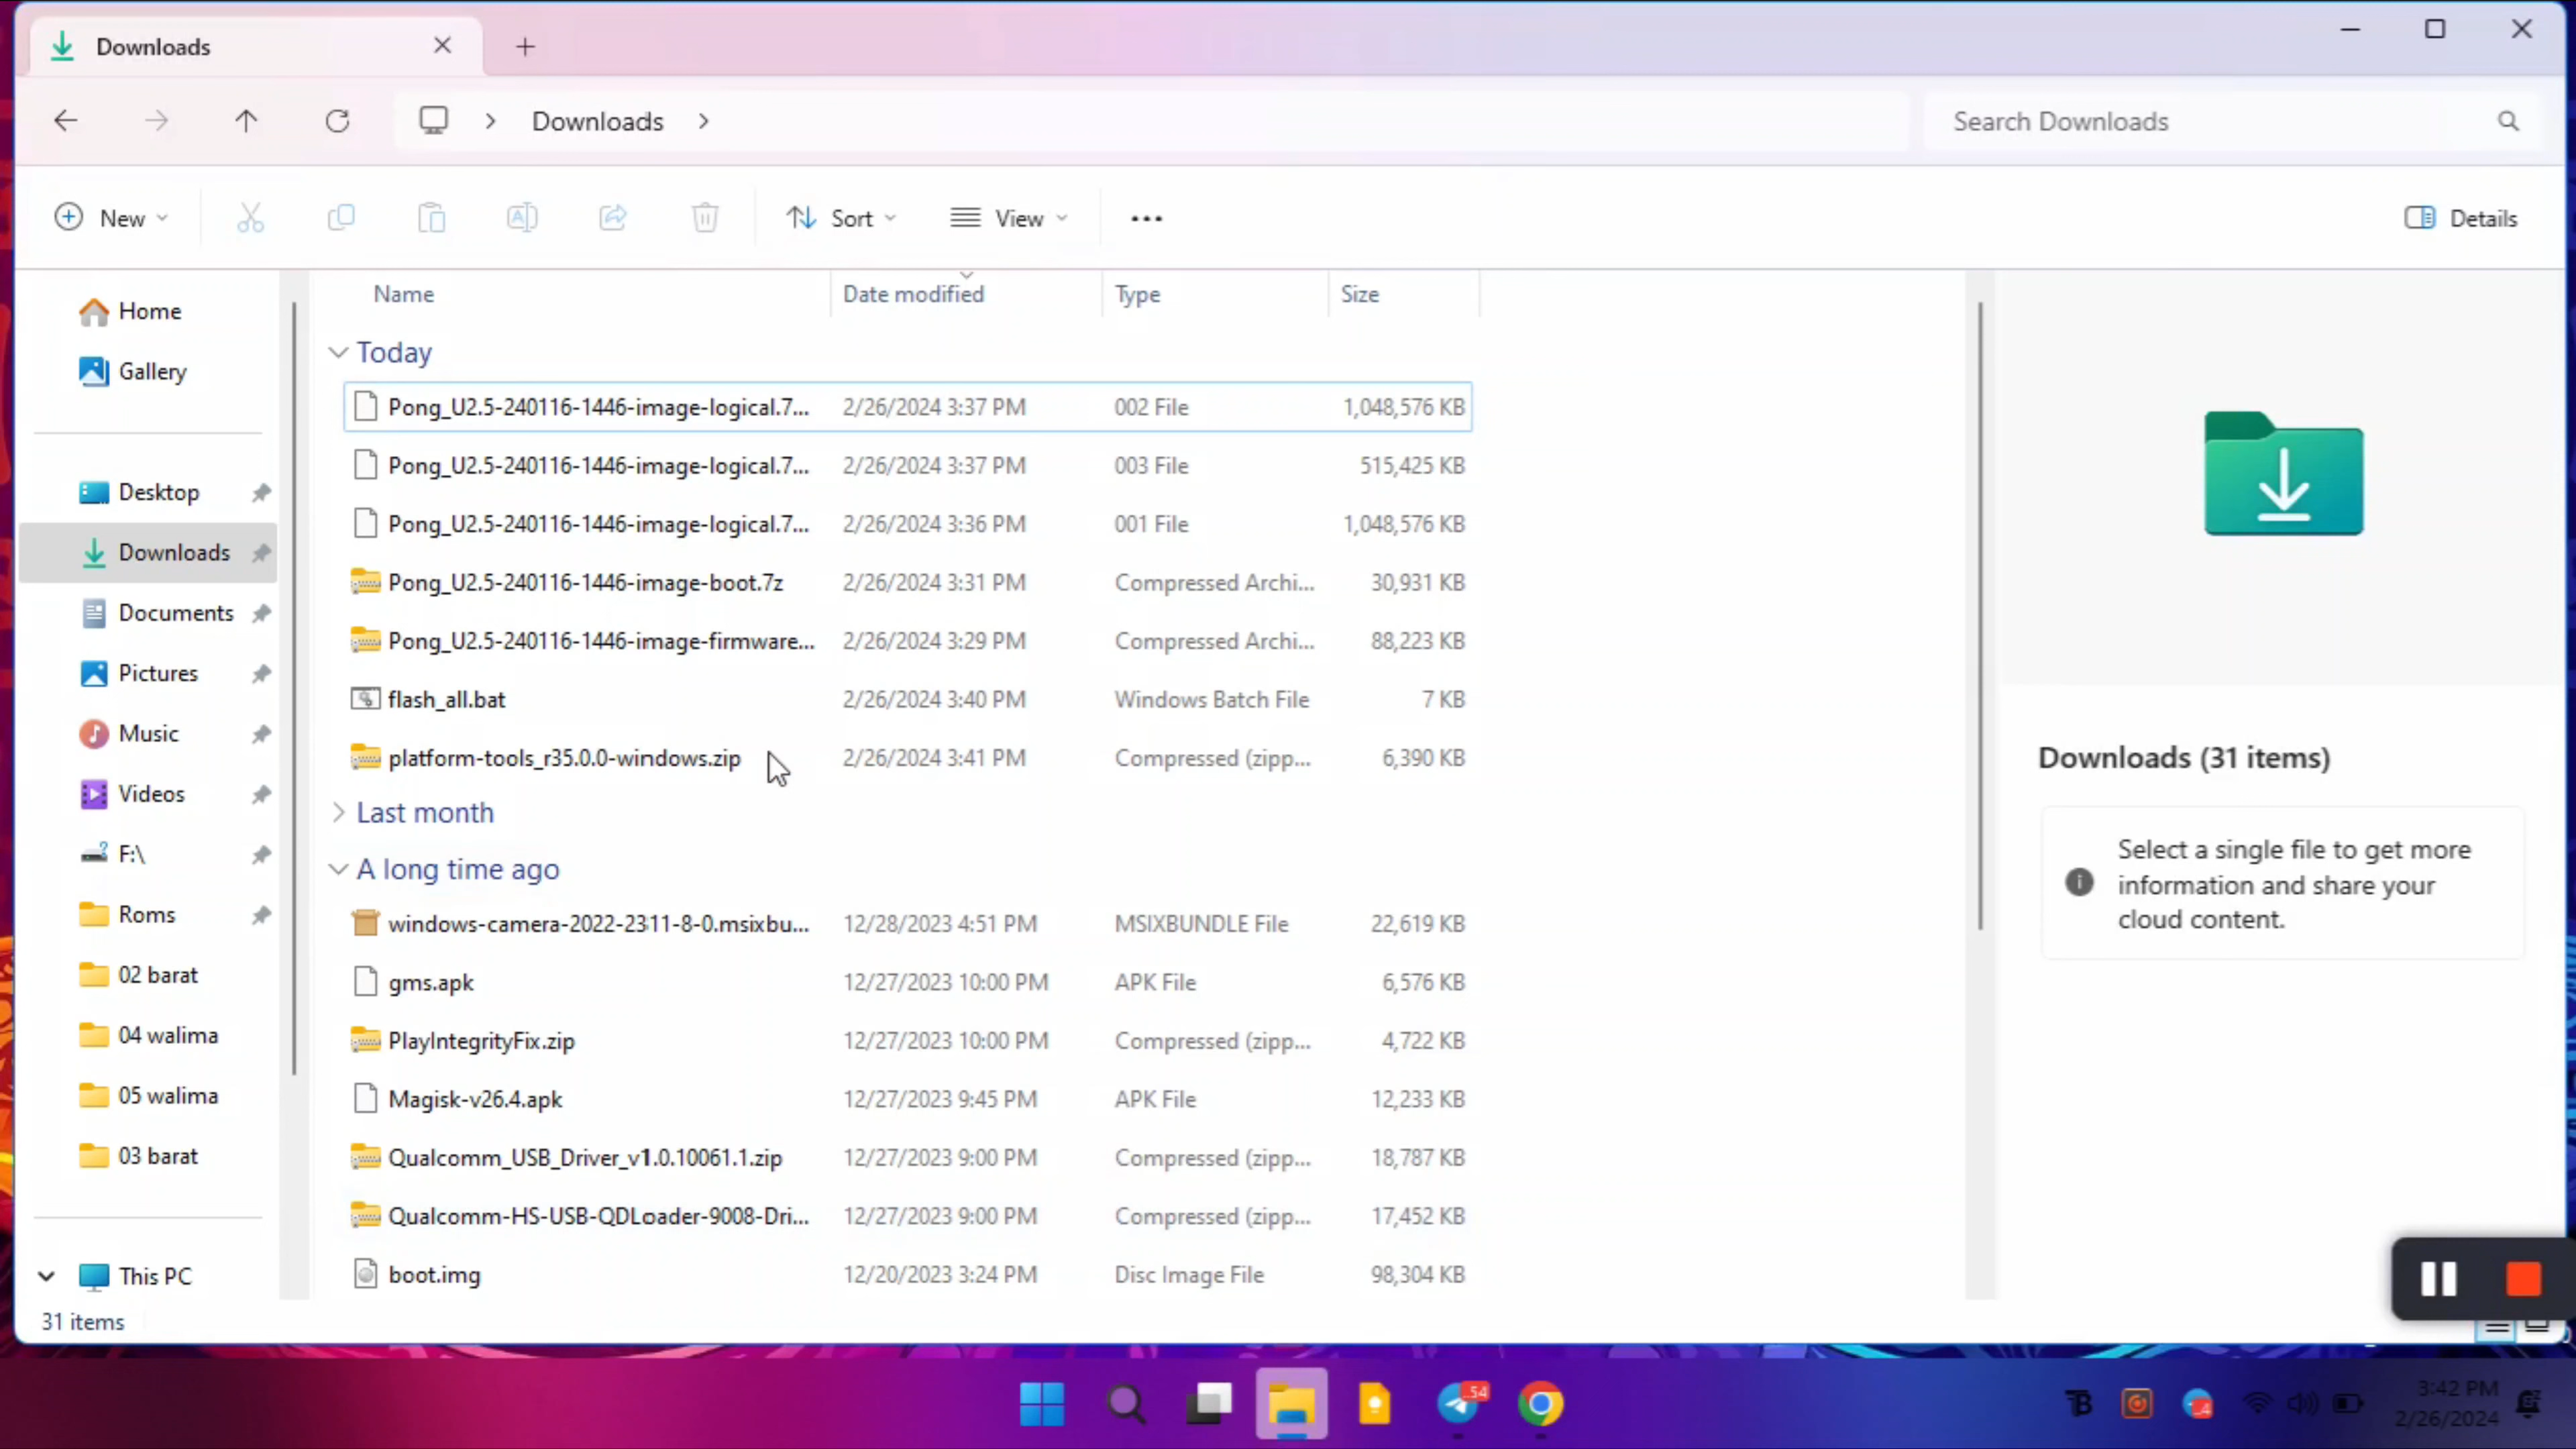 Downloads
Downloads
Search Downloads
New
Sort
View
Details
Home
Gallery
Desktop
Downloads
Documents
Pictures
Music
Videos
F:\
Roms
02 barat
04 walima
05 walima
03 barat
This PC
31 items
Name Date modified Type Size
Today
Pong_U2.5-240116-1446-image-logical.7... 2/26/2024 3:37 PM 002 File 1,048,576 KB
Pong_U2.5-240116-1446-image-logical.7... 2/26/2024 3:37 PM 003 File 515,425 KB
Pong_U2.5-240116-1446-image-logical.7... 2/26/2024 3:36 PM 001 File 1,048,576 KB
Pong_U2.5-240116-1446-image-boot.7z 2/26/2024 3:31 PM Compressed Archi... 30,931 KB
Pong_U2.5-240116-1446-image-firmware... 2/26/2024 3:29 PM Compressed Archi... 88,223 KB
flash_all.bat 2/26/2024 3:40 PM Windows Batch File 7 KB
platform-tools_r35.0.0-windows.zip 2/26/2024 3:41 PM Compressed (zipp... 6,390 KB
Last month
A long time ago
windows-camera-2022-2311-8-0.msixbu... 12/28/2023 4:51 PM MSIXBUNDLE File 22,619 KB
gms.apk 12/27/2023 10:00 PM APK File 6,576 KB
PlayIntegrityFix.zip 12/27/2023 10:00 PM Compressed (zipp... 4,722 KB
Magisk-v26.4.apk 12/27/2023 9:45 PM APK File 12,233 KB
Qualcomm_USB_Driver_v1.0.10061.1.zip 12/27/2023 9:00 PM Compressed (zipp... 18,787 KB
Qualcomm-HS-USB-QDLoader-9008-Dri... 12/27/2023 9:00 PM Compressed (zipp... 17,452 KB
boot.img 12/20/2023 3:24 PM Disc Image File 98,304 KB
Downloads (31 items)
Select a single file to get more
information and share your
cloud content.
54
4
3:42 PM
2/26/2024